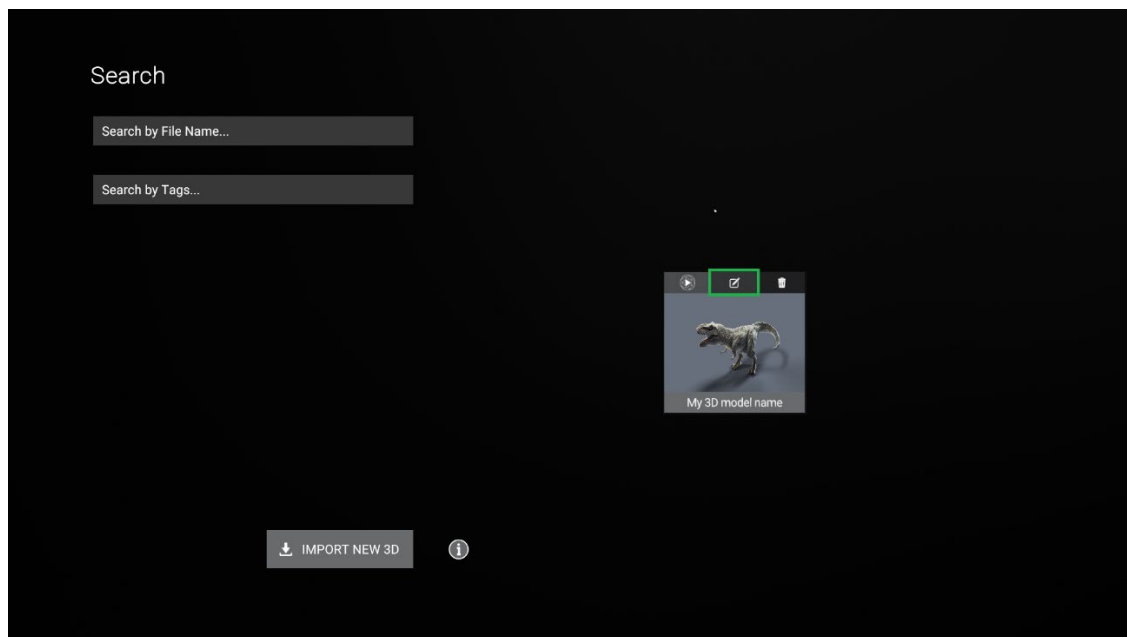 Search
Search by File Name...
Search by Tags...
My 3D model name
IMPORT NEW 3D